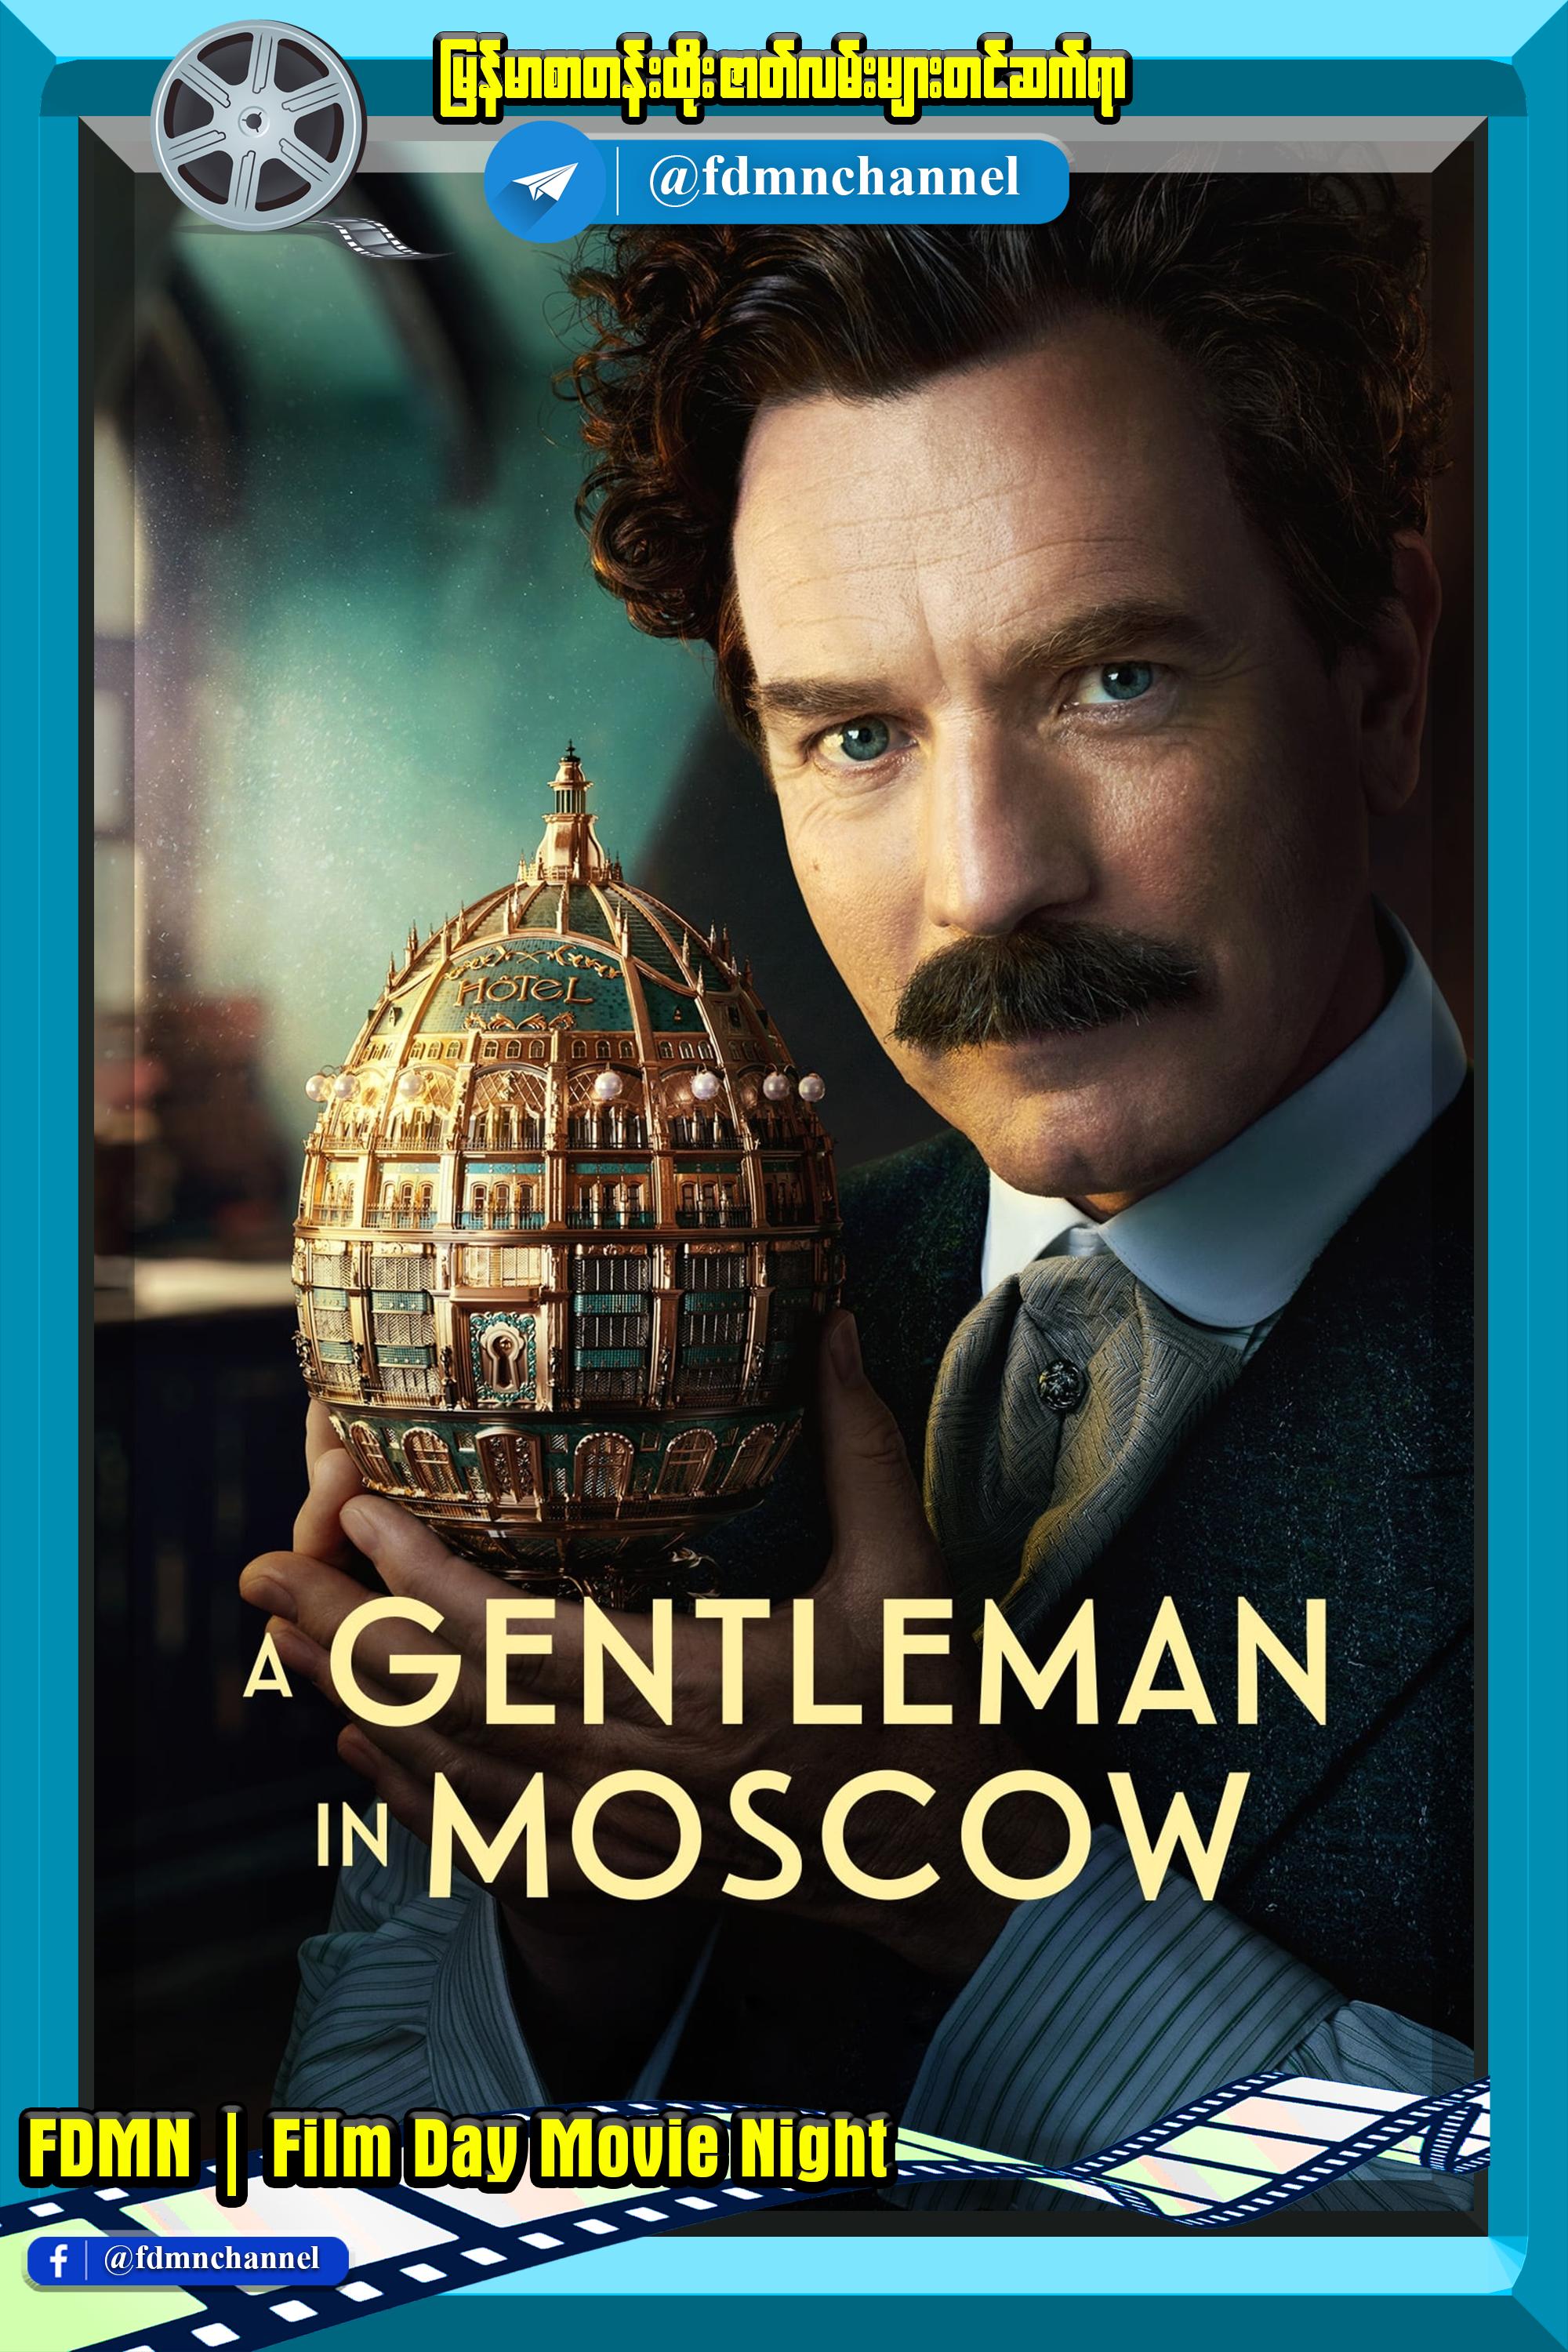 မြန်မာစာတန်းထိုး ဇာတ်လမ်းများတင်ဆက်ရာ
@fdmnchannel
HOTEL
A GENTLEMAN
IN MOSCOW
FDMN | Film Day Movie Night
f @fdmnchannel